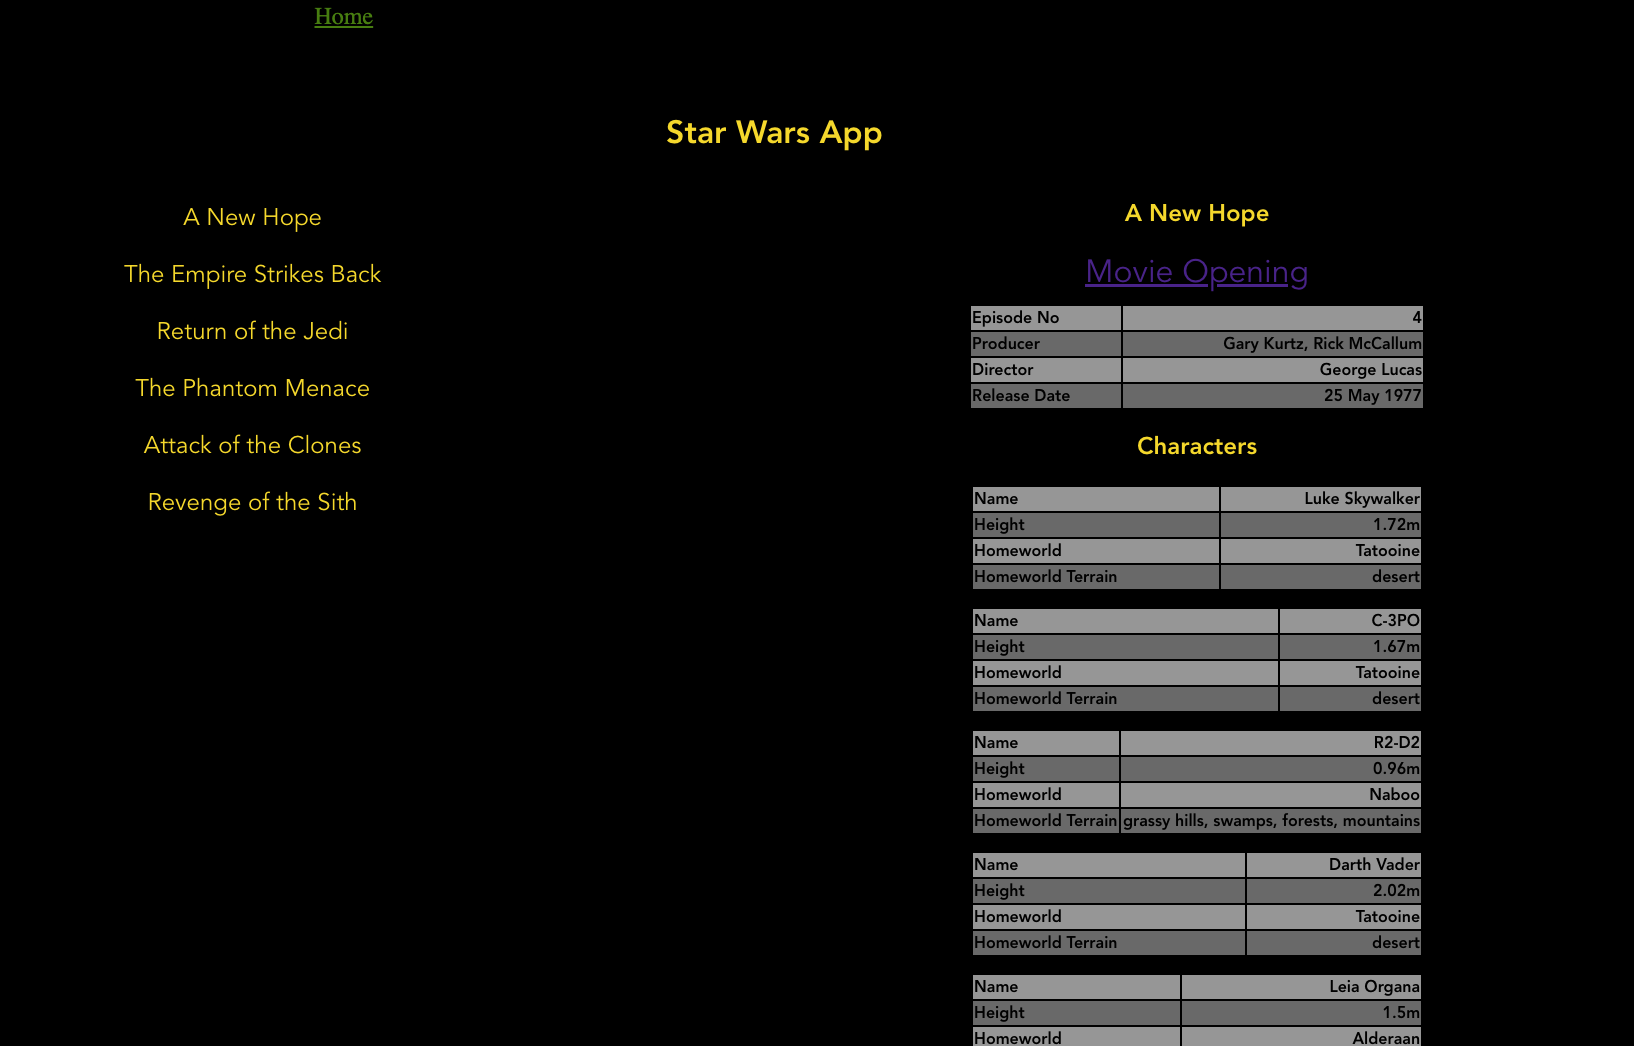 Home
Star Wars App
A New Hope
The Empire Strikes Back
Return of the Jedi
The Phantom Menace
Attack of the Clones
Revenge of the Sith
A New Hope
Movie Opening
Episode No 4
Producer Gary Kurtz, Rick McCallum
Director George Lucas
Release Date 25 May 1977
Characters
Name Luke Skywalker
Height 1.72m
Homeworld Tatooine
Homeworld Terrain desert
Name C-3PO
Height 1.67m
Homeworld Tatooine
Homeworld Terrain desert
Name R2-D2
Height 0.96m
Homeworld Naboo
Homeworld Terrain grassy hills, swamps, forests, mountains
Name Darth Vader
Height 2.02m
Homeworld Tatooine
Homeworld Terrain desert
Name Leia Organa
Height 1.5m
Homeworld Alderaan